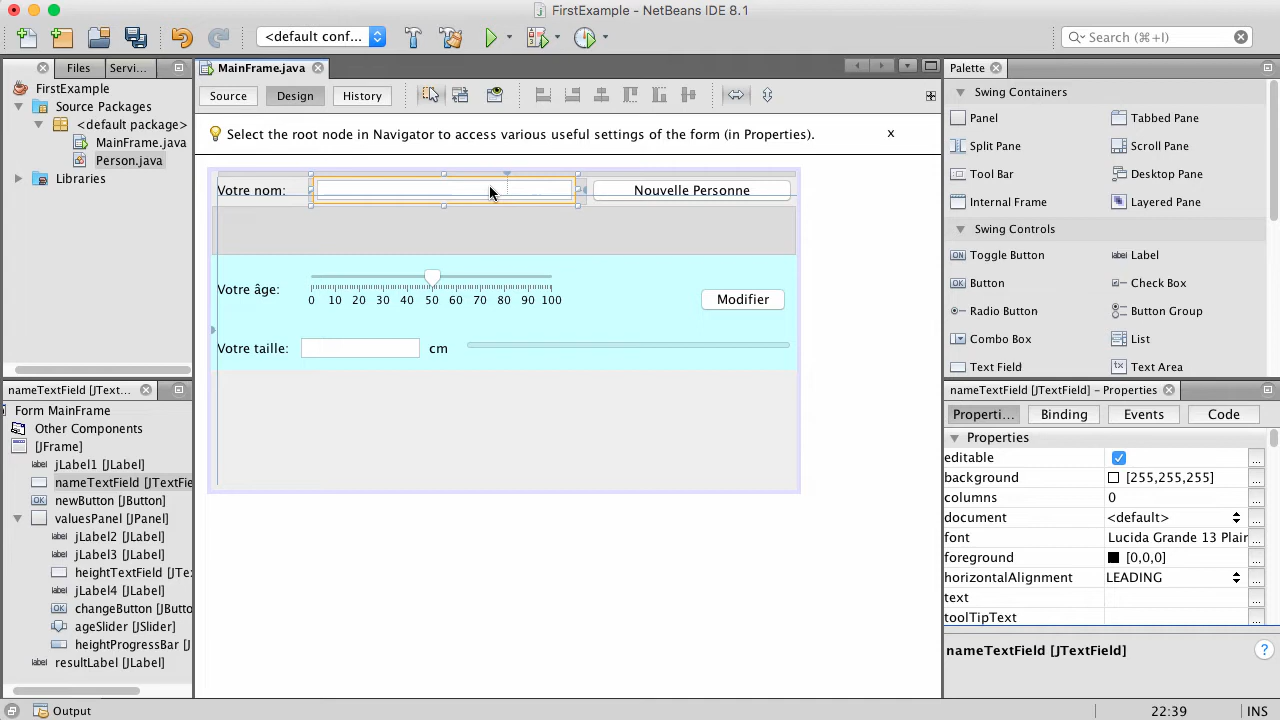 FirstExample - NetBeans IDE 8.1
<default conf...
Search (⌘+I)
Files
Servi...
MainFrame.java
Palette
FirstExample
Source Packages
<default package>
MainFrame.java
Person.java
Libraries
Source
Design
History
Select the root node in Navigator to access various useful settings of the form (in Properties).
x
Votre nom:
Nouvelle Personne
Votre âge:
0 10 20 30 40 50 60 70 80 90 100
Modifier
Votre taille:
cm
Swing Containers
Panel
Tabbed Pane
Split Pane
Scroll Pane
Tool Bar
Desktop Pane
Internal Frame
Layered Pane
Swing Controls
Toggle Button
Label
Button
Check Box
Radio Button
Button Group
Combo Box
List
Text Field
Text Area
nameTextField [JText...
Form MainFrame
Other Components
[JFrame]
jLabel1 [JLabel]
nameTextField [JTextFie
newButton [JButton]
valuesPanel [JPanel]
jLabel2 [JLabel]
jLabel3 [JLabel]
heightTextField [JTe
jLabel4 [JLabel]
changeButton [JButto
ageSlider [JSlider]
heightProgressBar [J
resultLabel [JLabel]
nameTextField [JTextField] - Properties
Properti...
Binding
Events
Code
Properties
editable
background
[255,255,255]
columns
0
document
<default>
font
Lucida Grande 13 Plair
foreground
[0,0,0]
horizontalAlignment
LEADING
text
toolTipText
nameTextField [JTextField]
?
Output
22:39
INS